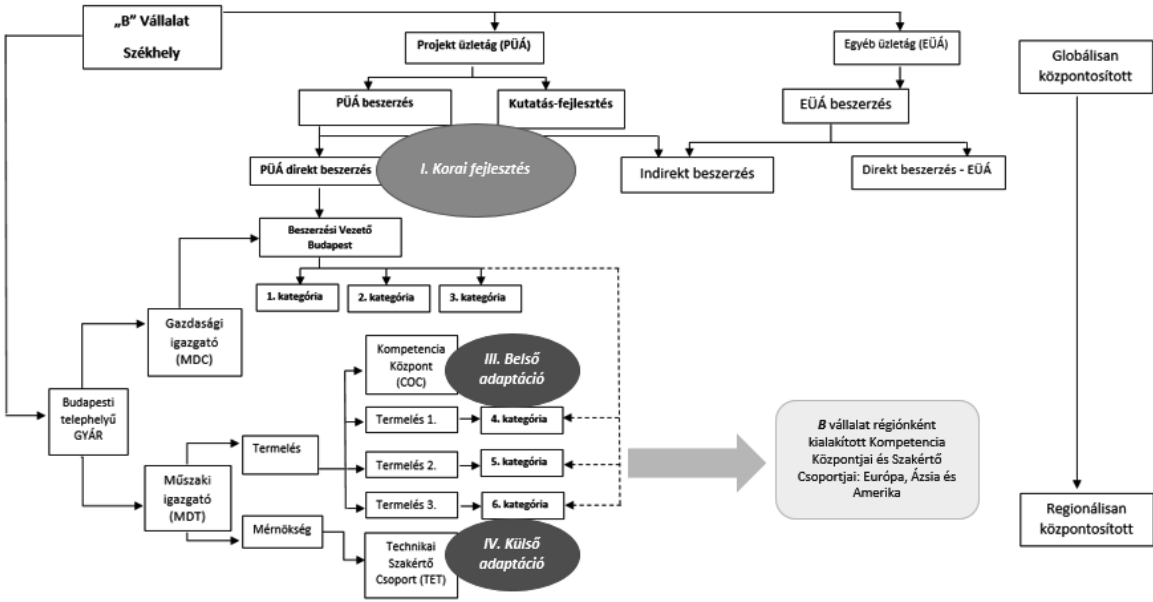 „B” Vállalat
Székhely
Projekt üzletág (PÜÁ)
Egyéb üzletág (EÜÁ)
Globálisan
központosított
PÜÁ beszerzés
Kutatás-fejlesztés
EÜÁ beszerzés
PÜÁ direkt beszerzés
I. Korai fejlesztés
Indirekt beszerzés
Direkt beszerzés - EÜÁ
Beszerzési Vezető
Budapest
1. kategória
2. kategória
3. kategória
Gazdasági
igazgató
(MDC)
Kompetencia
Központ
(COC)
III. Belső
adaptáció
Budapesti
telephelyű
GYÁR
Termelés 1.
4. kategória
Termelés
Termelés 2.
5. kategória
Műszaki
igazgató
(MDT)
Termelés 3.
6. kategória
Mérnökség
Technikai
Szakértő
Csoport (TET)
IV. Külső
adaptáció
B vállalat régiónként
kialakított Kompetencia
Központjai és Szakértő
Csoportjai: Európa, Ázsia és
Amerika
Regionálisan
központosított